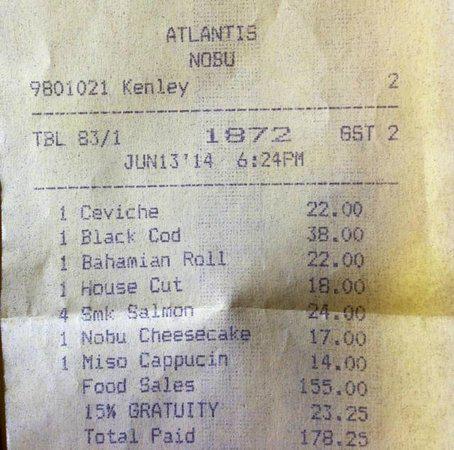 ATLANTIS
NOBU
9801021 Kenley 2
TBL 83/1 1872 GST 2
JUN13'14 6:24PM
1 Ceviche 22.00
1 Black Cod 38.00
1 Bahamian Roll 22.00
1 House Cut 18.00
4 Smk Salmon 24.00
1 Nobu Cheesecake 17.00
1 Miso Cappucin 14.00
Food Sales 155.00
15% GRATUITY 23.25
Total Paid 178.25